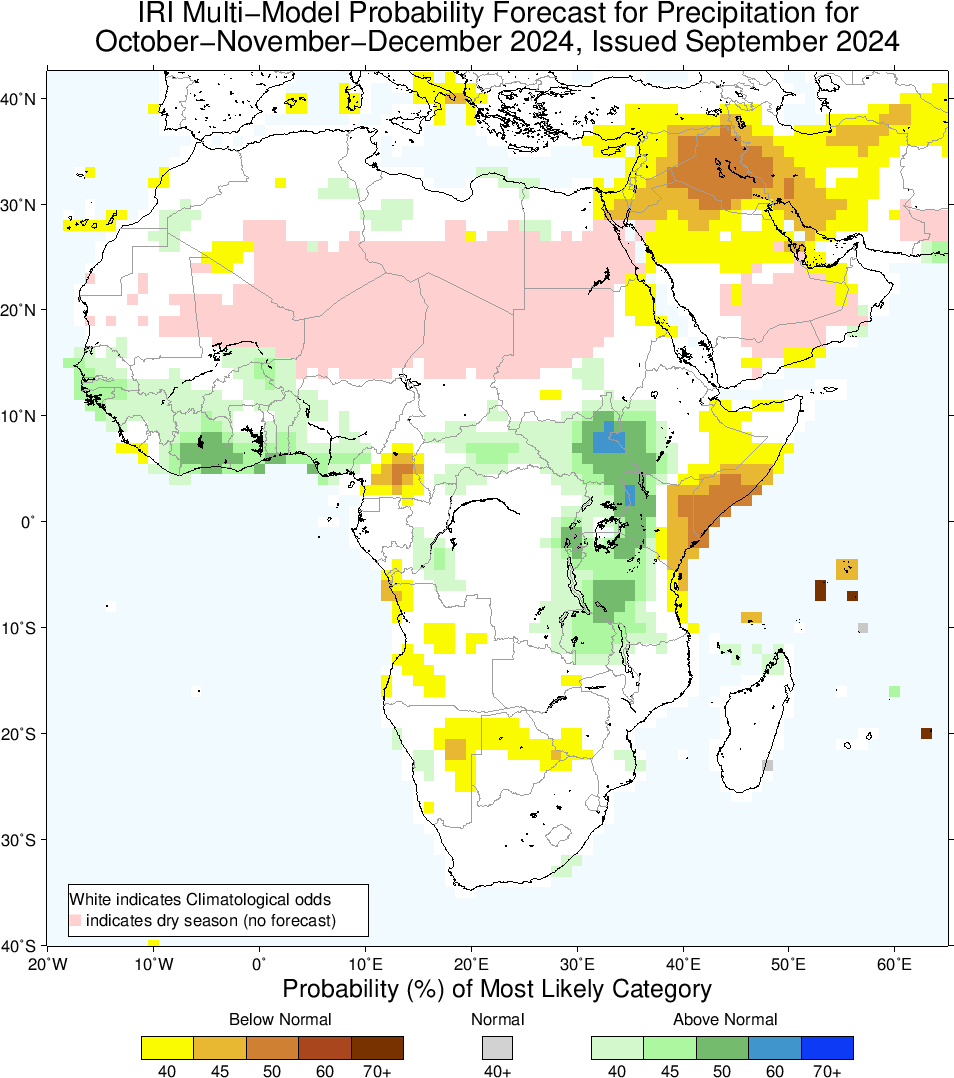 IRI Multi−Model Probability Forecast for Precipitation for
October−November−December 2024, Issued September 2024
40˚N
30˚N
20˚N
10˚N
0˚
10˚S
20˚S
30˚S
40˚S
White indicates Climatological odds
indicates dry season (no forecast)
20˚W 10˚W 0˚ 10˚E 20˚E 30˚E 40˚E 50˚E 60˚E
Probability (%) of Most Likely Category
Below Normal Normal Above Normal
40 45 50 60 70+ 40+ 40 45 50 60 70+